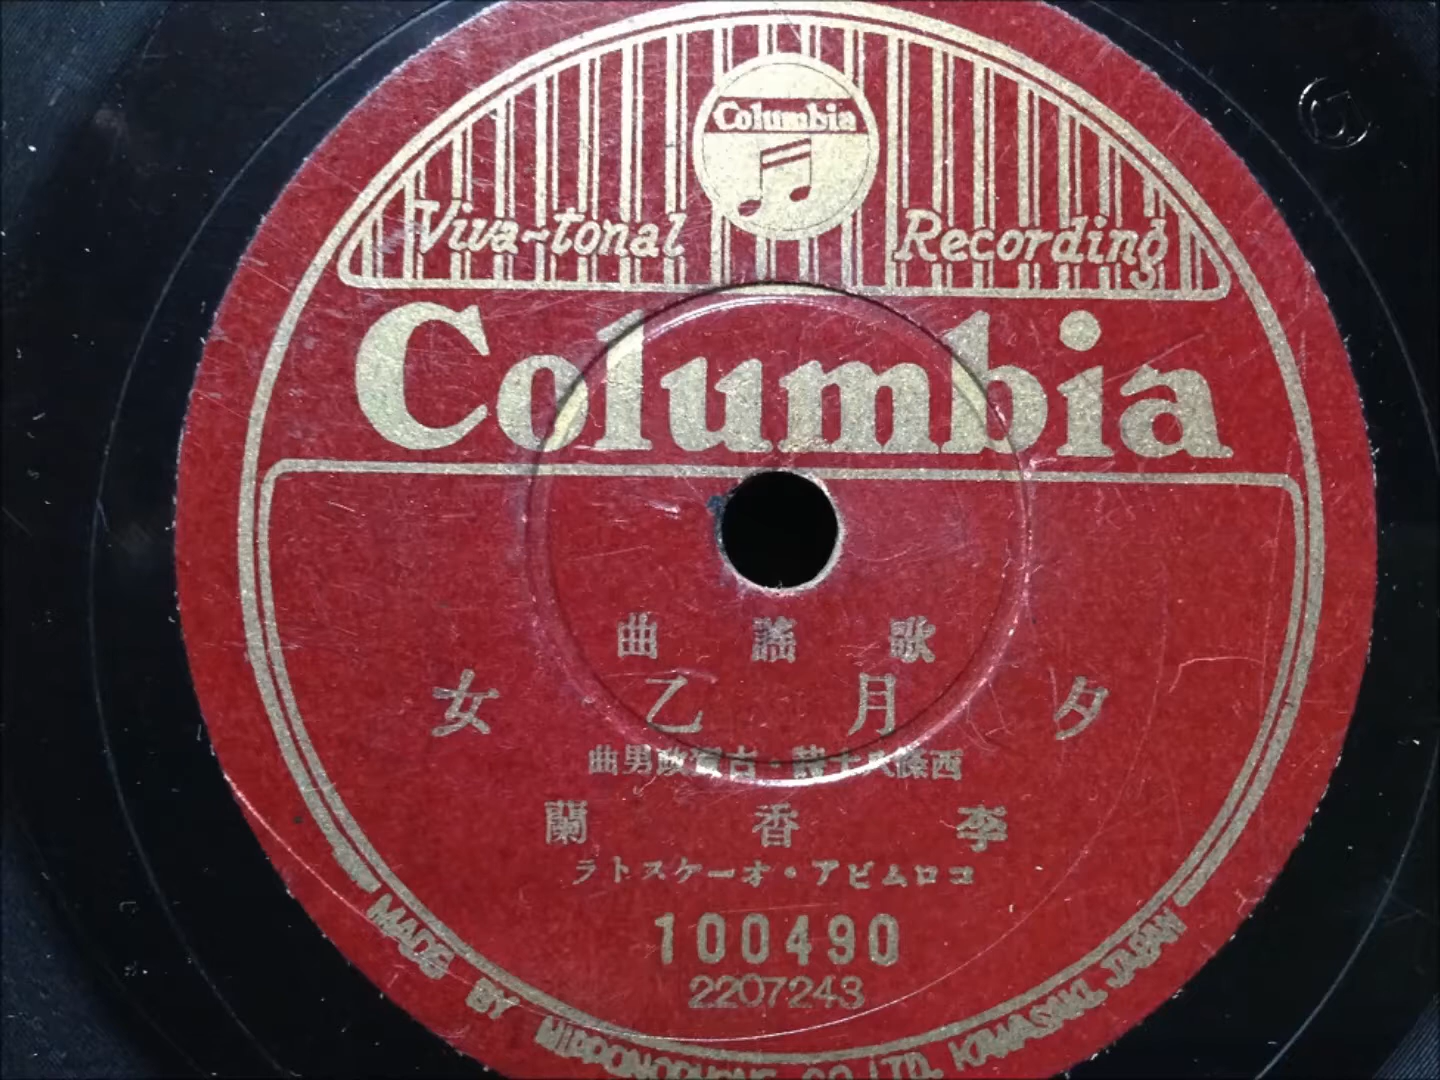 Columbia
Viva-tonal Recording
Columbia
歌謠曲
夕月乙女
西條八十詩・古賀政男曲
李香蘭
コロムビア・オーケストラ
100490
2207243
MADE BY NIPPONOPHONE CO., LTD. KAWASAKI, JAPAN